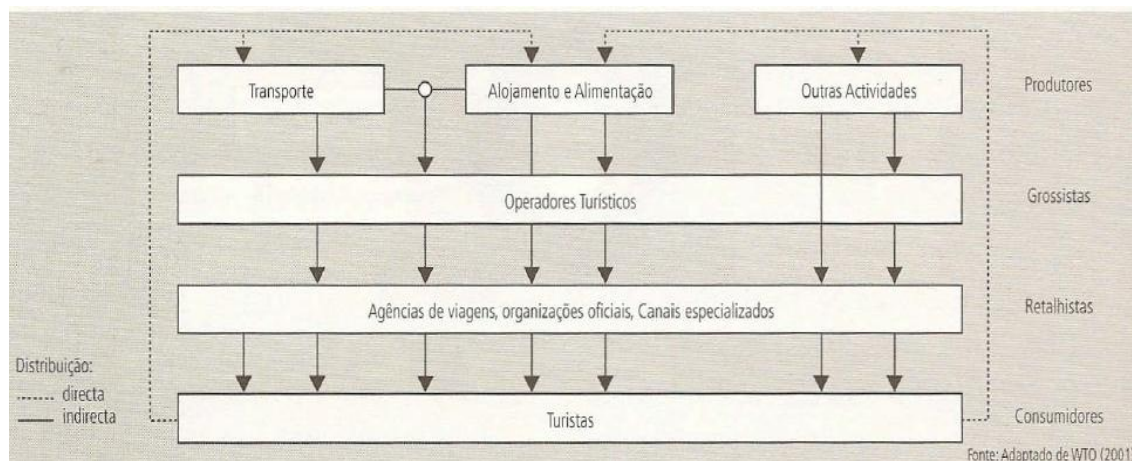 Transporte
Alojamento e Alimentação
Outras Actividades
Produtores
Operadores Turísticos
Grossistas
Agências de viagens, organizações oficiais, Canais especializados
Retalhistas
Distribuição:
directa
indirecta
Turistas
Consumidores
Fonte: Adaptado de WTO (2001)